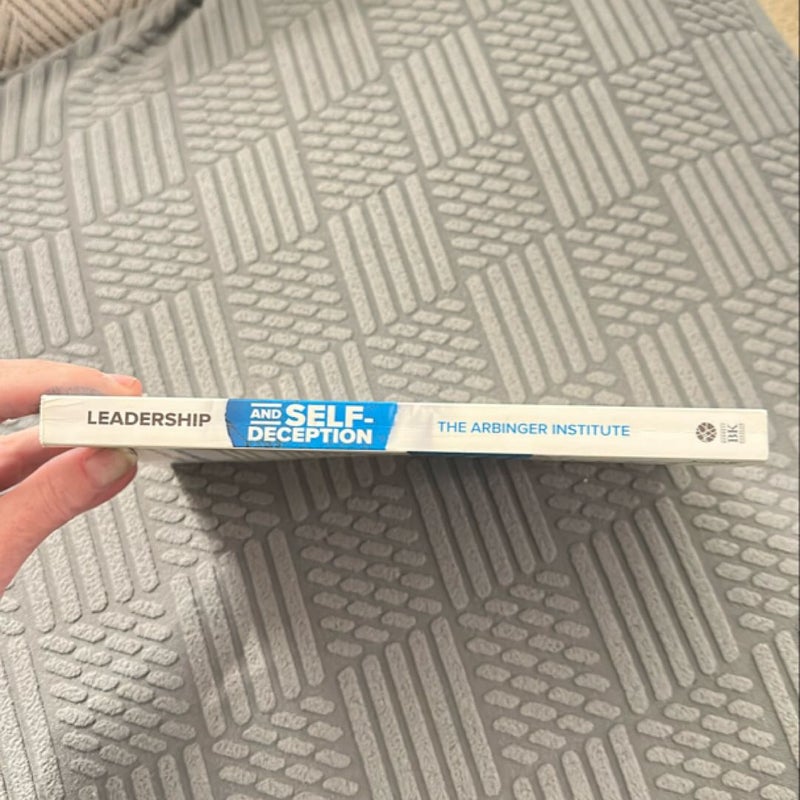 LEADERSHIP
AND SELF-
DECEPTION
THE ARBINGER INSTITUTE
BK